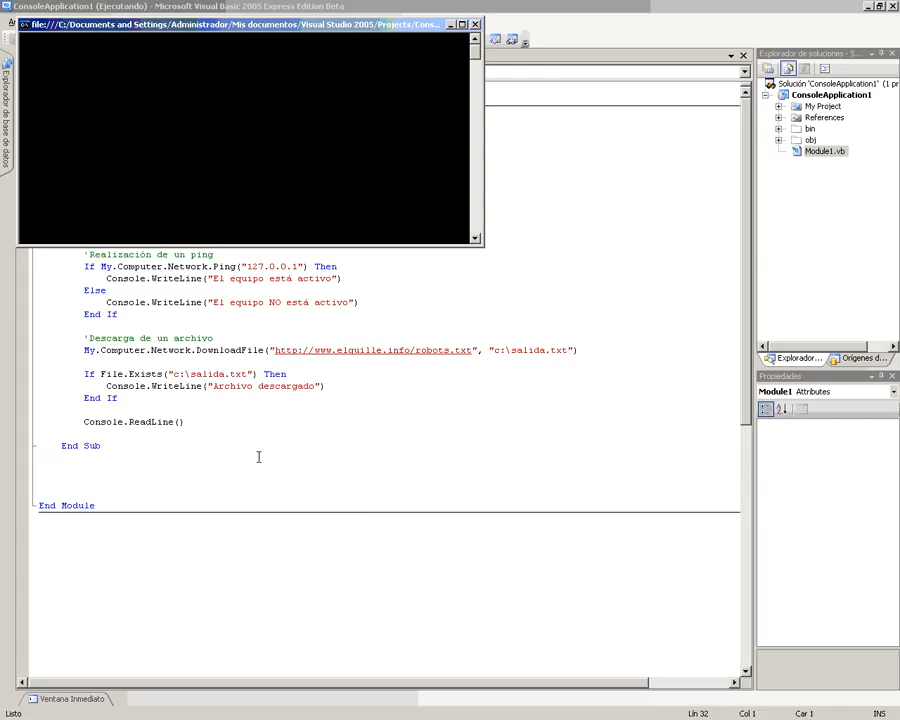 ConsoleApplication1 (Ejecutando) - Microsoft Visual Basic 2005 Express Edition Beta
file:///C:/Documents and Settings/Administrador/Mis documentos/Visual Studio 2005/Projects/Cons...
Explorador de base de datos
'Realización de un ping
If My.Computer.Network.Ping("127.0.0.1") Then
Console.WriteLine("El equipo está activo")
Else
Console.WriteLine("El equipo NO está activo")
End If
'Descarga de un archivo
My.Computer.Network.DownloadFile("http://www.elguille.info/robots.txt", "c:\salida.txt")
If File.Exists("c:\salida.txt") Then
Console.WriteLine("Archivo descargado")
End If
Console.ReadLine()
End Sub
End Module
Explorador de soluciones - S...
Solución 'ConsoleApplication1' (1 pr
ConsoleApplication1
My Project
References
bin
obj
Module1.vb
Explorador...
Orígenes d...
Propiedades
Module1 Attributes
Ventana Inmediato
Listo
Lín 32
Col 1
Car 1
INS